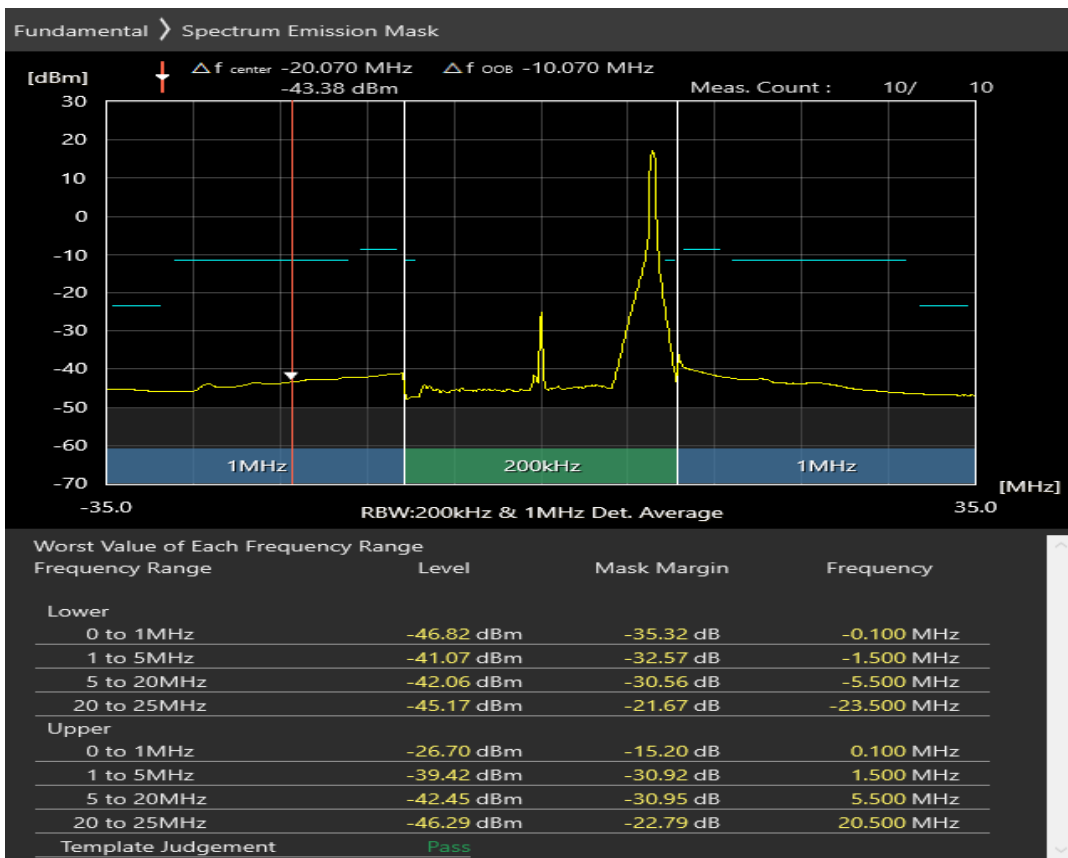 Fundamental ❯ Spectrum Emission Mask
[dBm] △f center -20.070 MHz △f OOB -10.070 MHz
-43.38 dBm Meas. Count : 10/ 10
30
20
10
0
-10
-20
-30
-40
-50
-60
1MHz 200kHz 1MHz
-70
[MHz]
-35.0 RBW:200kHz & 1MHz Det. Average 35.0
Worst Value of Each Frequency Range
Frequency Range Level Mask Margin Frequency
Lower
0 to 1MHz -46.82 dBm -35.32 dB -0.100 MHz
1 to 5MHz -41.07 dBm -32.57 dB -1.500 MHz
5 to 20MHz -42.06 dBm -30.56 dB -5.500 MHz
20 to 25MHz -45.17 dBm -21.67 dB -23.500 MHz
Upper
0 to 1MHz -26.70 dBm -15.20 dB 0.100 MHz
1 to 5MHz -39.42 dBm -30.92 dB 1.500 MHz
5 to 20MHz -42.45 dBm -30.95 dB 5.500 MHz
20 to 25MHz -46.29 dBm -22.79 dB 20.500 MHz
Template Judgement Pass